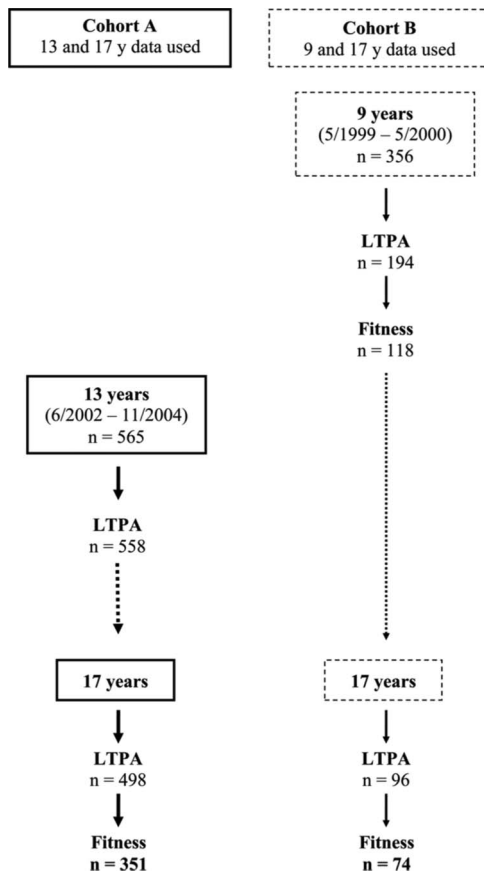 Cohort A
13 and 17 y data used
Cohort B
9 and 17 y data used
9 years
(5/1999 – 5/2000)
n = 356
LTPA
n = 194
Fitness
n = 118
13 years
(6/2002 – 11/2004)
n = 565
LTPA
n = 558
17 years
LTPA
n = 498
Fitness
n = 351
17 years
LTPA
n = 96
Fitness
n = 74